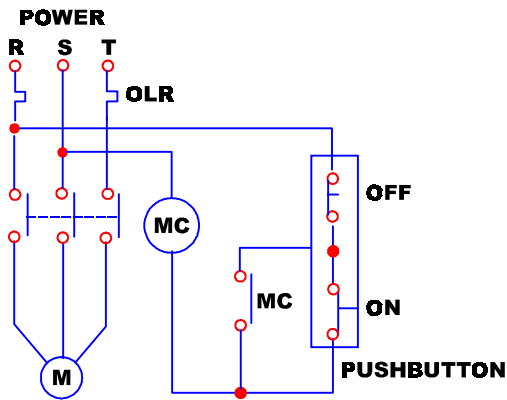 POWER
R S T
OLR
OFF
MC
MC
ON
PUSHBUTTON
M